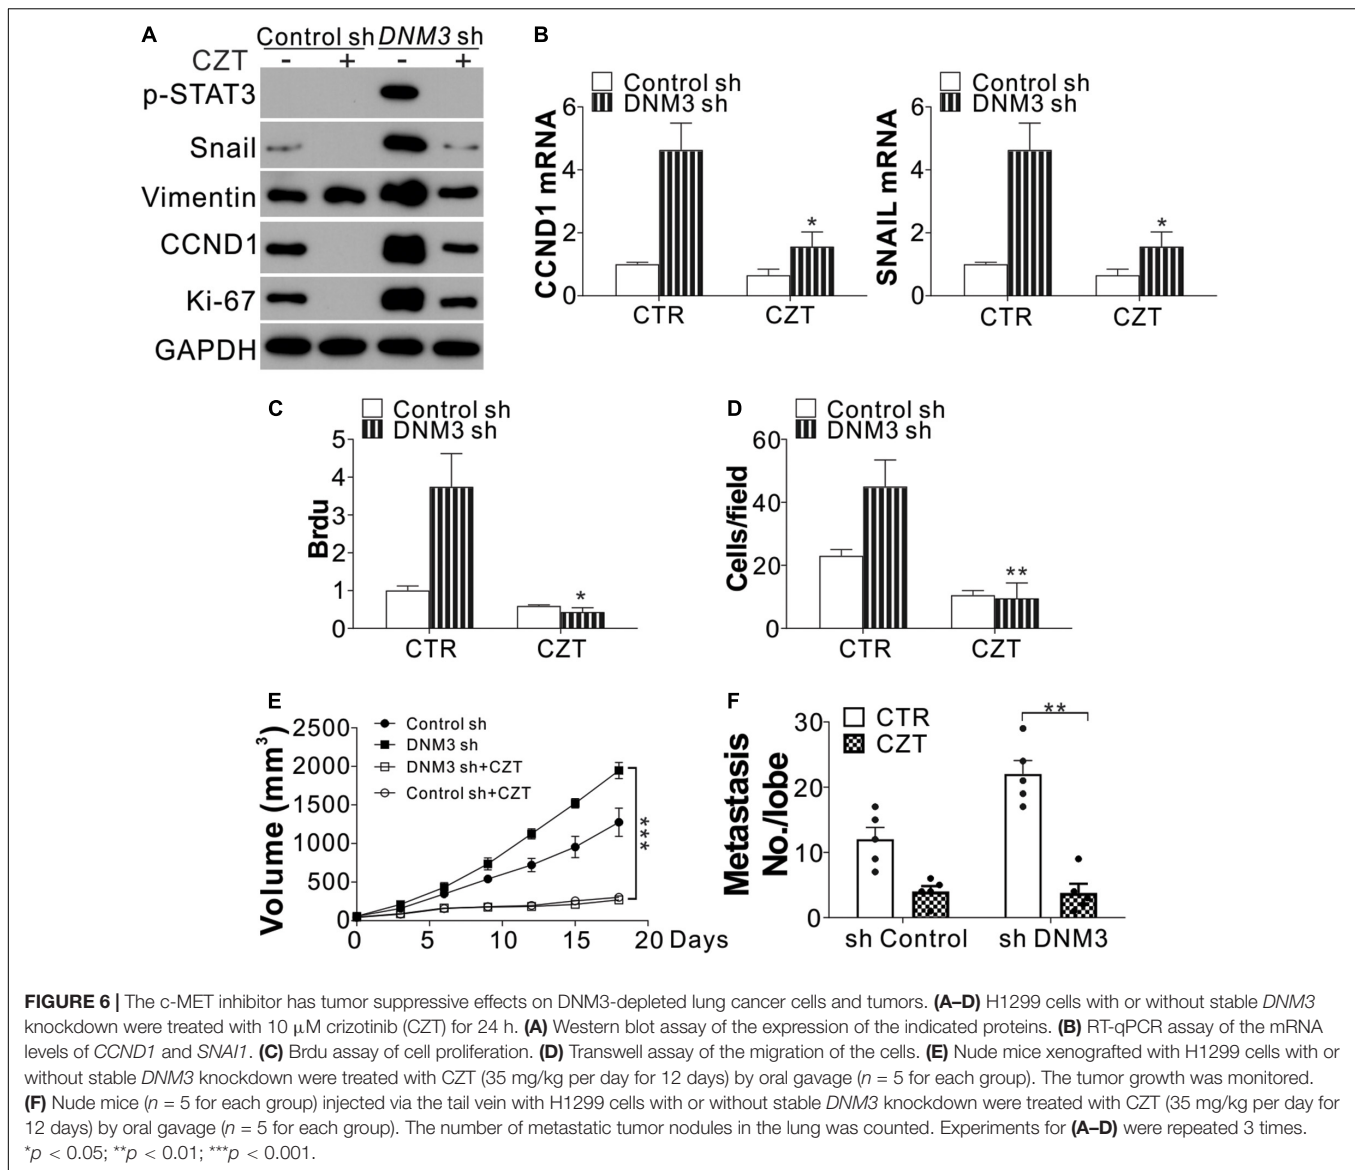 A
Control sh DNM3 sh
CZT - + - +
p-STAT3
Snail
Vimentin
CCND1
Ki-67
GAPDH
B
Control sh
DNM3 sh
CCND1 mRNA
6
4
2
0
*
CTR CZT
Control sh
DNM3 sh
SNAIL mRNA
6
4
2
0
*
CTR CZT
C
Control sh
DNM3 sh
Brdu
5
4
3
2
1
0
*
CTR CZT
D
Control sh
DNM3 sh
Cells/field
60
40
20
0
**
CTR CZT
E
Volume (mm³)
2500
2000
1500
1000
500
0
Control sh
DNM3 sh
DNM3 sh+CZT
Control sh+CZT
***
0 5 10 15 20 Days
F
CTR
CZT
Metastasis
No./lobe
30
20
10
0
**
sh Control sh DNM3
FIGURE 6 | The c-MET inhibitor has tumor suppressive effects on DNM3-depleted lung cancer cells and tumors. (A–D) H1299 cells with or without stable DNM3
knockdown were treated with 10 μM crizotinib (CZT) for 24 h. (A) Western blot assay of the expression of the indicated proteins. (B) RT-qPCR assay of the mRNA
levels of CCND1 and SNAI1. (C) Brdu assay of cell proliferation. (D) Transwell assay of the migration of the cells. (E) Nude mice xenografted with H1299 cells with or
without stable DNM3 knockdown were treated with CZT (35 mg/kg per day for 12 days) by oral gavage (n = 5 for each group). The tumor growth was monitored.
(F) Nude mice (n = 5 for each group) injected via the tail vein with H1299 cells with or without stable DNM3 knockdown were treated with CZT (35 mg/kg per day for
12 days) by oral gavage (n = 5 for each group). The number of metastatic tumor nodules in the lung was counted. Experiments for (A–D) were repeated 3 times.
*p < 0.05; **p < 0.01; ***p < 0.001.